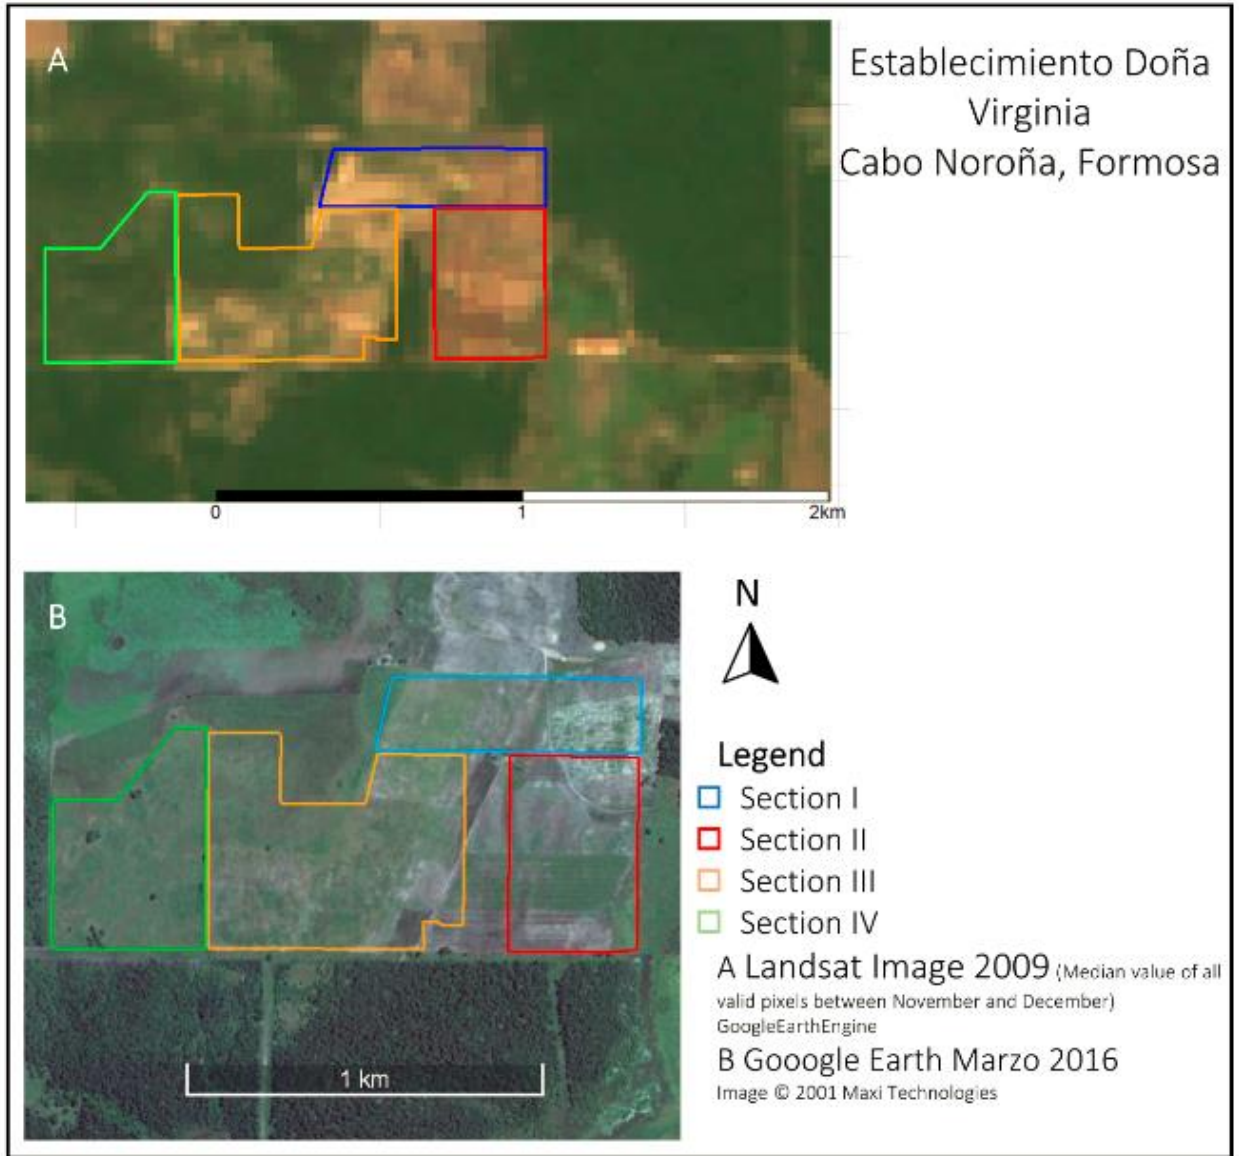 A
Establecimiento Doña
Virginia
Cabo Noroña, Formosa
0 1 2km
B
1 km
N
Legend
Section I
Section II
Section III
Section IV
A Landsat Image 2009 (Median value of all
valid pixels between November and December)
GoogleEarthEngine
B Gooogle Earth Marzo 2016
Image © 2001 Maxi Technologies